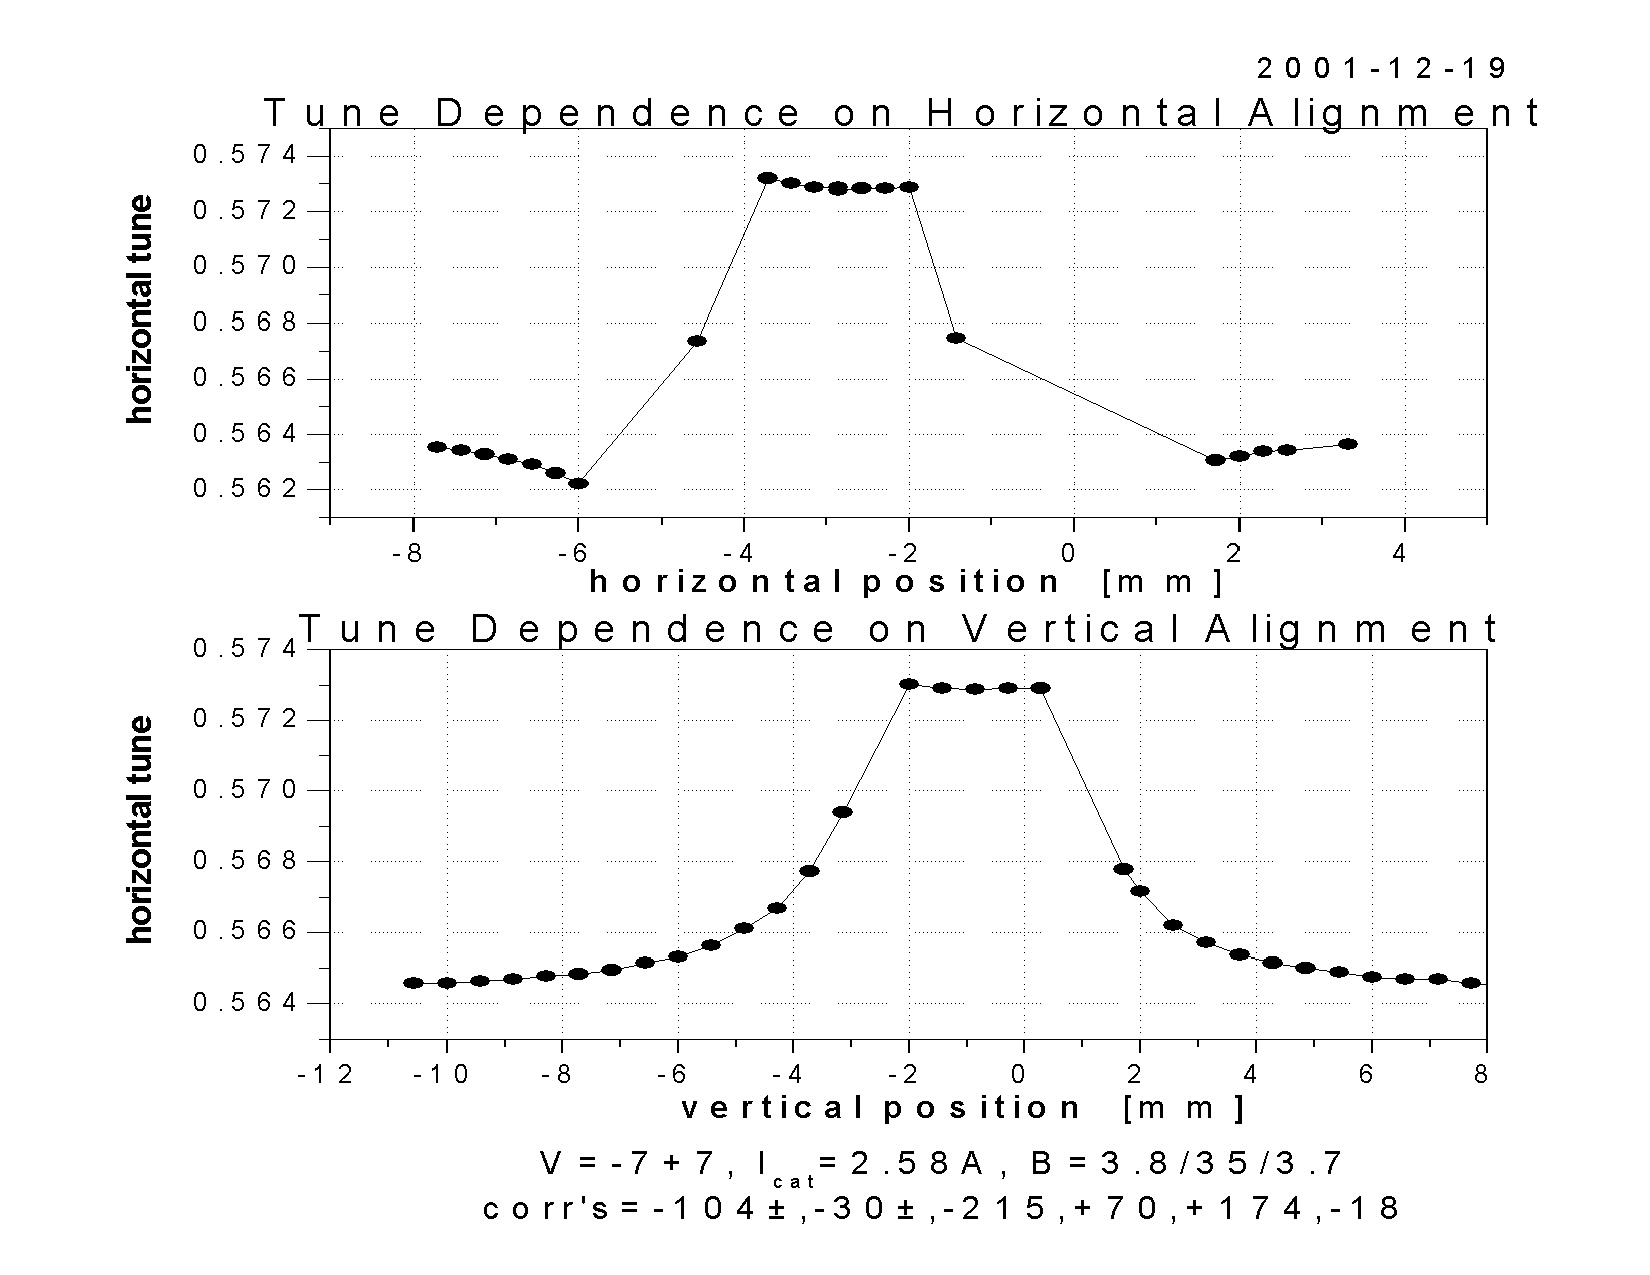 2001-12-19
Tune Dependence on Horizontal Alignment
horizontal tune
0.574
0.572
0.570
0.568
0.566
0.564
0.562
-8 -6 -4 -2 0 2 4
horizontal position [mm]
Tune Dependence on Vertical Alignment
horizontal tune
0.574
0.572
0.570
0.568
0.566
0.564
-12 -10 -8 -6 -4 -2 0 2 4 6 8
vertical position [mm]
V=-7+7, Icat=2.58A, B=3.8/35/3.7
corr's=-104±,-30±,-215,+70,+174,-18